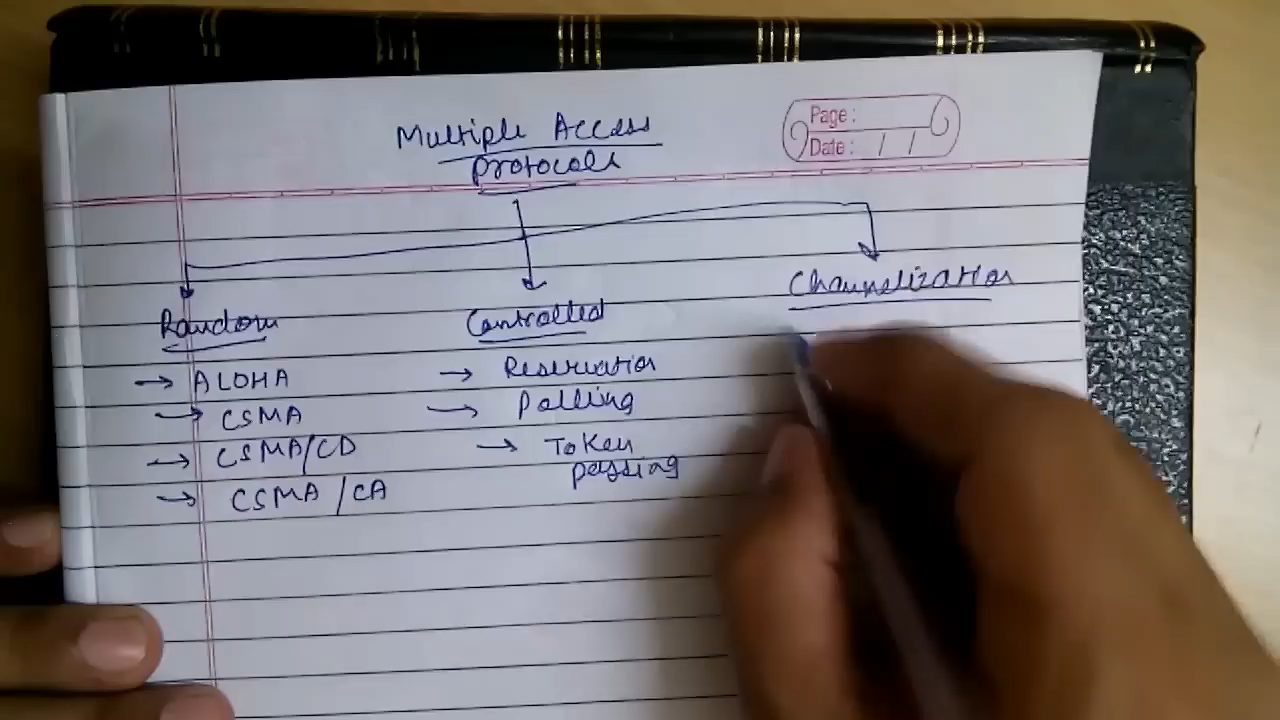 Multiple Access
Protocols
Page :
Date : / /
Random
Controlled
Channelization
→ ALOHA
→ CSMA
→ CSMA/CD
→ CSMA/CA
→ Reservation
→ Polling
→ Token
passing